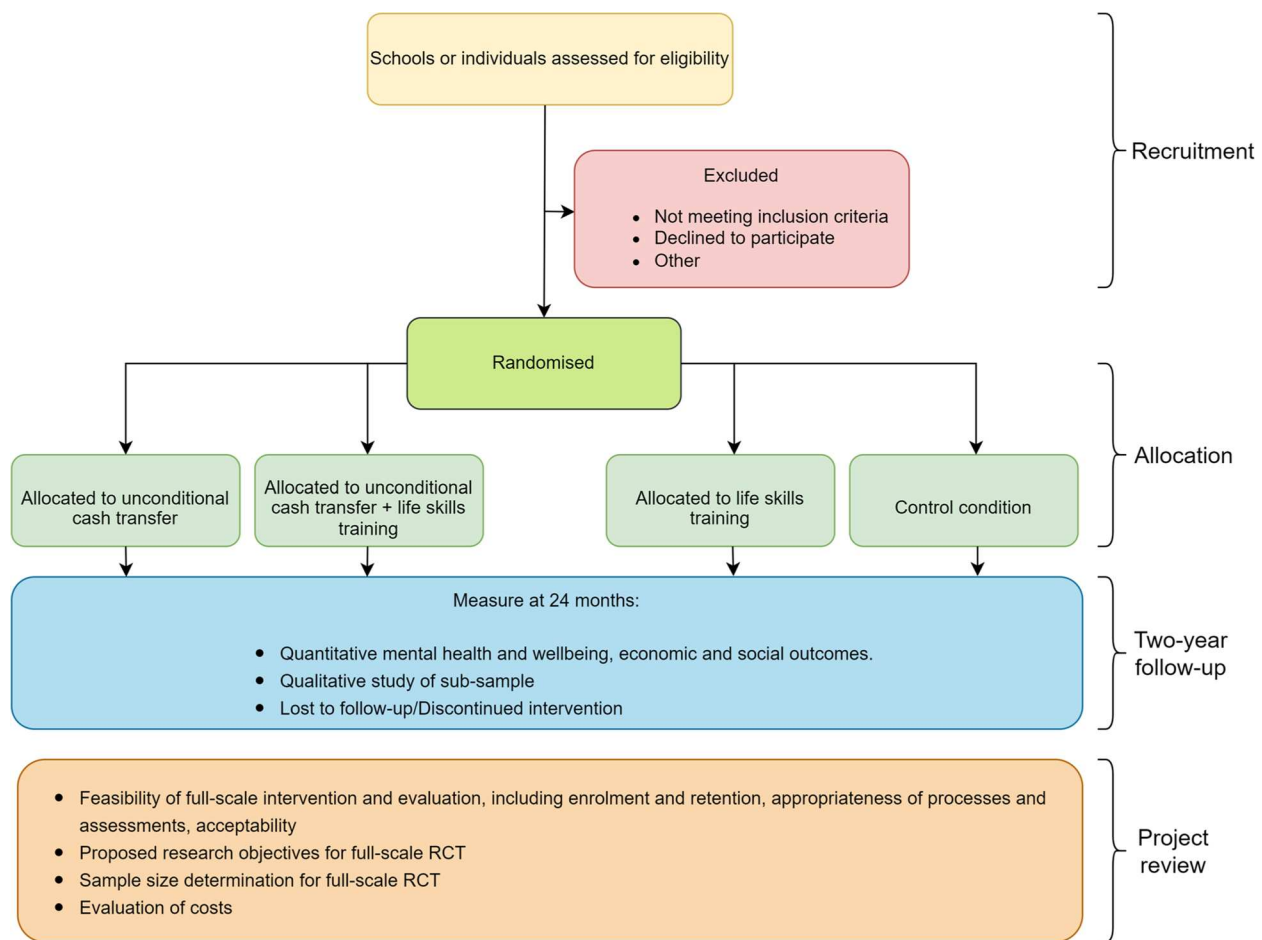 Schools or individuals assessed for eligibility
Recruitment
Excluded
• Not meeting inclusion criteria
• Declined to participate
• Other
Randomised
Allocation
Allocated to unconditional
cash transfer
Allocated to unconditional
cash transfer + life skills
training
Allocated to life skills
training
Control condition
Measure at 24 months:
• Quantitative mental health and wellbeing, economic and social outcomes.
• Qualitative study of sub-sample
• Lost to follow-up/Discontinued intervention
Two-year
follow-up
• Feasibility of full-scale intervention and evaluation, including enrolment and retention, appropriateness of processes and
assessments, acceptability
• Proposed research objectives for full-scale RCT
• Sample size determination for full-scale RCT
• Evaluation of costs
Project
review